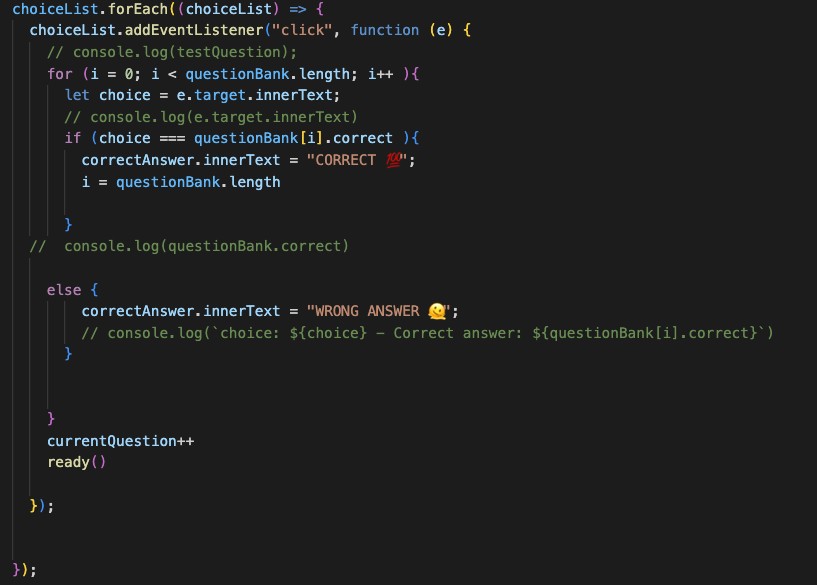 choiceList.forEach((choiceList) => {
choiceList.addEventListener("click", function (e) {
// console.log(testQuestion);
for (i = 0; i < questionBank.length; i++ ){
let choice = e.target.innerText;
// console.log(e.target.innerText)
if (choice === questionBank[i].correct ){
correctAnswer.innerText = "CORRECT 💯";
i = questionBank.length
}
//  console.log(questionBank.correct)
else {
correctAnswer.innerText = "WRONG ANSWER 🫠";
// console.log(`choice: ${choice} - Correct answer: ${questionBank[i].correct}`)
}
}
currentQuestion++
ready()
});
});